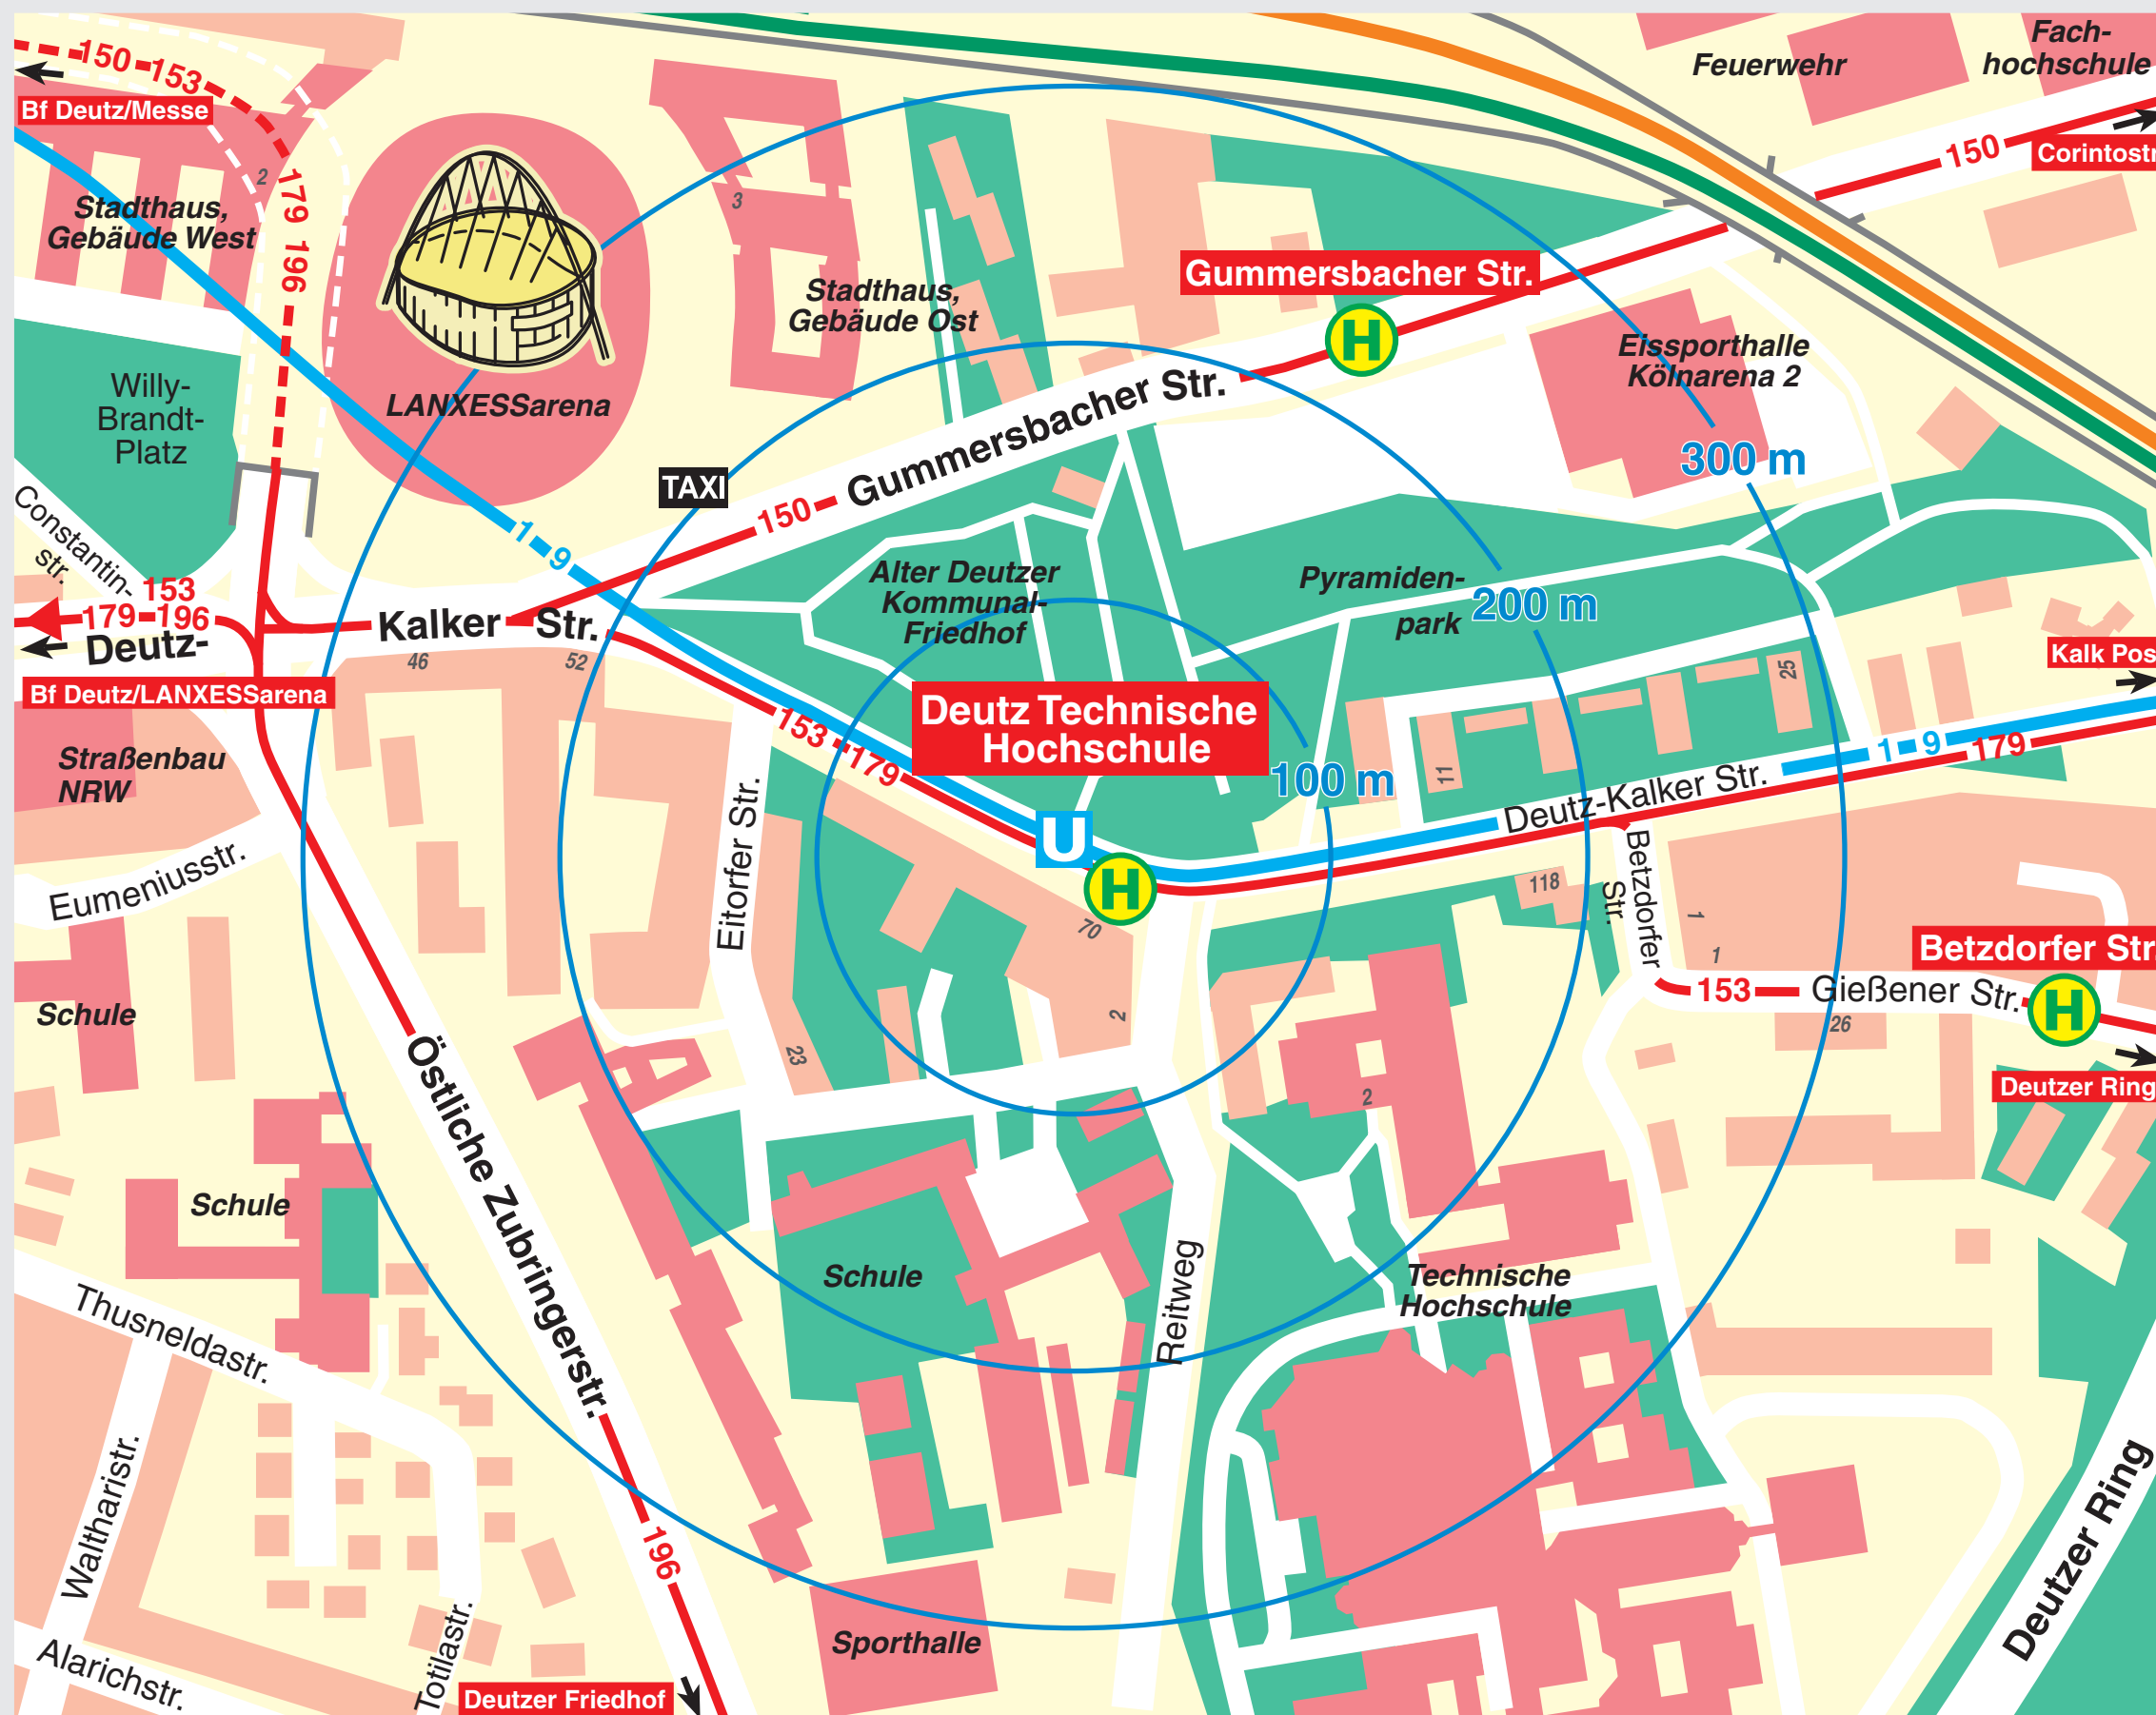 150 153
Bf Deutz/Messe
2
Stadthaus,
Gebäude West
179 196
3
Stadthaus,
Gebäude Ost
LANXESSarena
Willy-
Brandt-
Platz
Feuerwehr
Fach-
hochschule
150
Corintostr
Gummersbacher Str.
H
Eissporthalle
Kölnarena 2
300 m
TAXI
150
Gummersbacher Str.
1 9
Constantin-
str.
153
179 196
Deutz-
Kalker Str.
46
52
Bf Deutz/LANXESSarena
Alter Deutzer
Kommunal-
Friedhof
Pyramiden-
park
200 m
Kalk Pos
25
11
Straßenbau
NRW
153 179
Deutz Technische
Hochschule
100 m
U
H
Deutz-Kalker Str.
1 9
179
Eitorfer Str.
Eumeniusstr.
70
2
23
118
Betzdorfer
Str.
1
1
Betzdorfer Str.
153
Gießener Str.
H
26
Deutzer Ring
Schule
2
Östliche Zubringerstr.
Schule
Schule
Reitweg
Technische
Hochschule
Thusneldastr.
Waltharistr.
Alarichstr.
Totilastr.
196
Deutzer Friedhof
Sporthalle
Deutzer Ring